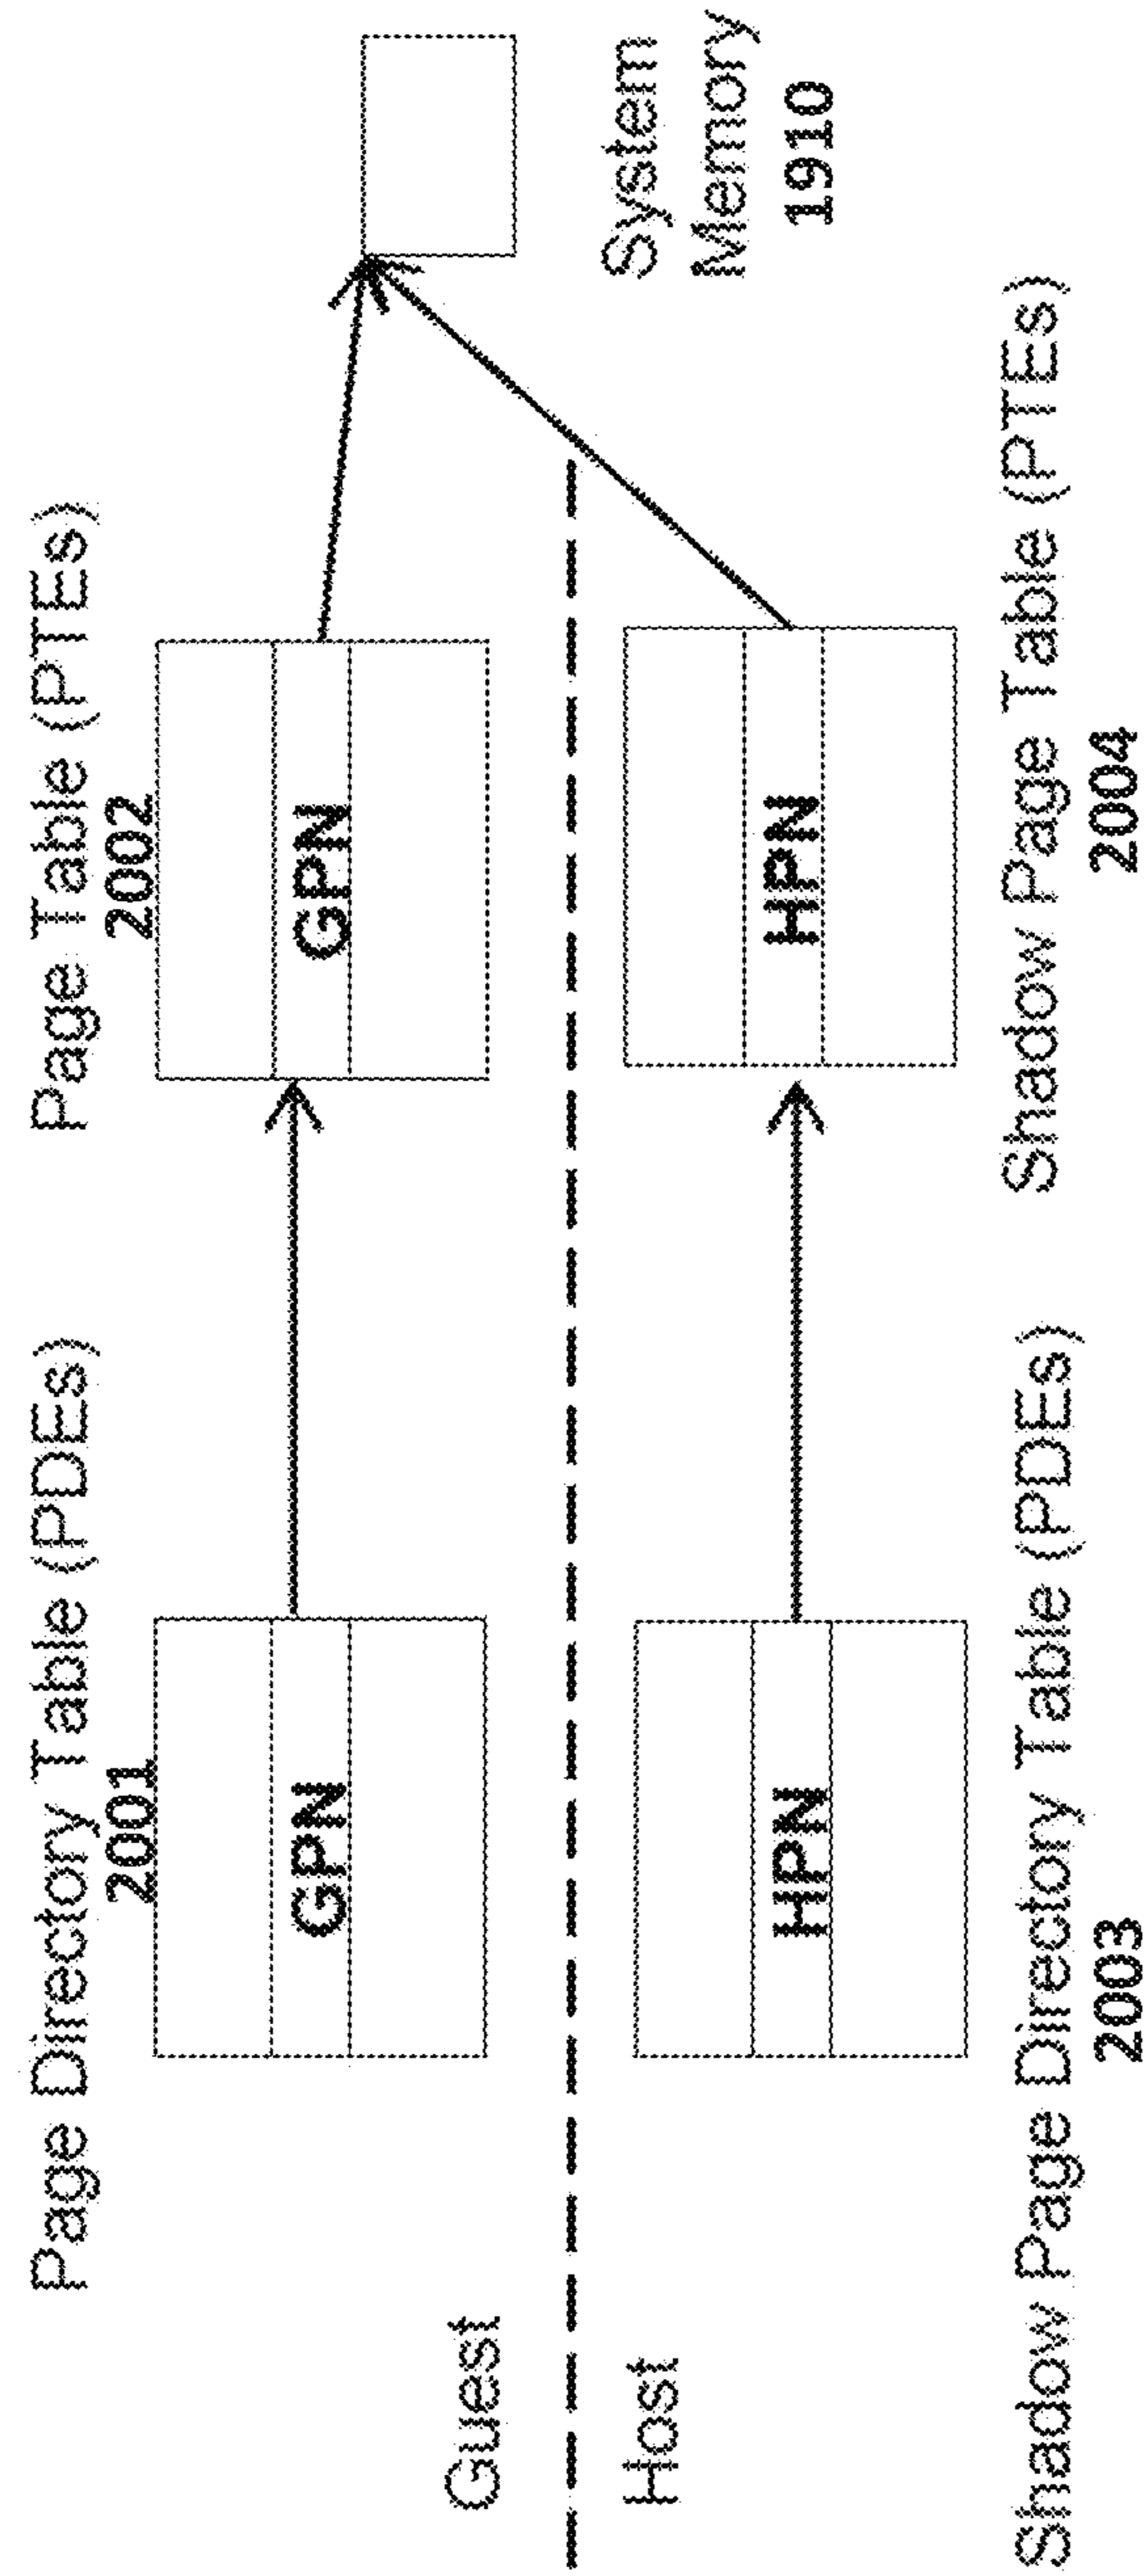 Page Directory Table (PDEs)
2001
Page Table (PTEs)
2002
GPN
GPN
Guest
Host
HPN
HPN
System
Memory
1910
Shadow Page Directory Table (PDEs)
2003
Shadow Page Table (PTEs)
2004